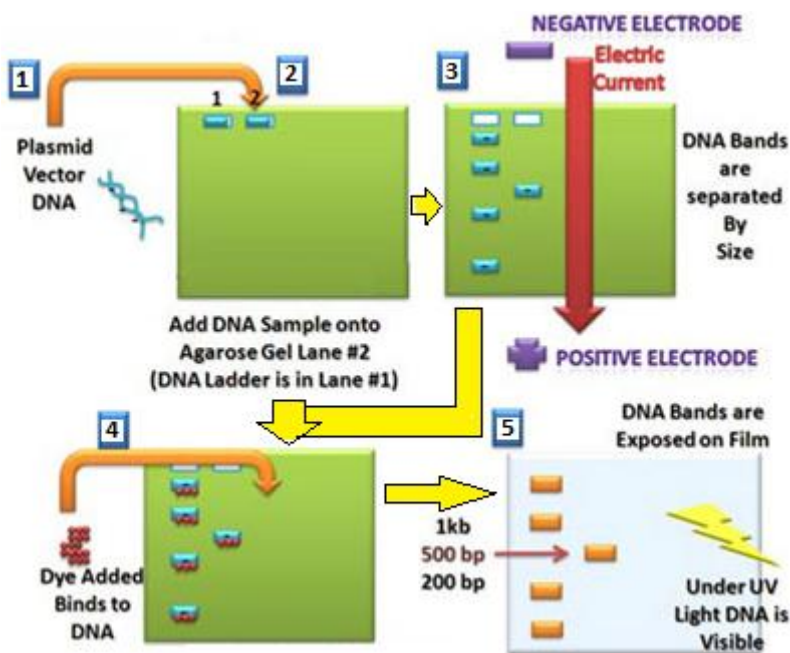 1
Plasmid
Vector
DNA
2
1 2
Add DNA Sample onto
Agarose Gel Lane #2
(DNA Ladder is in Lane #1)
3
NEGATIVE ELECTRODE
Electric
Current
DNA Bands
are
separated
By
Size
POSITIVE ELECTRODE
4
Dye Added
Binds to
DNA
5
DNA Bands are
Exposed on Film
1kb
500 bp
200 bp
Under UV
Light DNA is
Visible